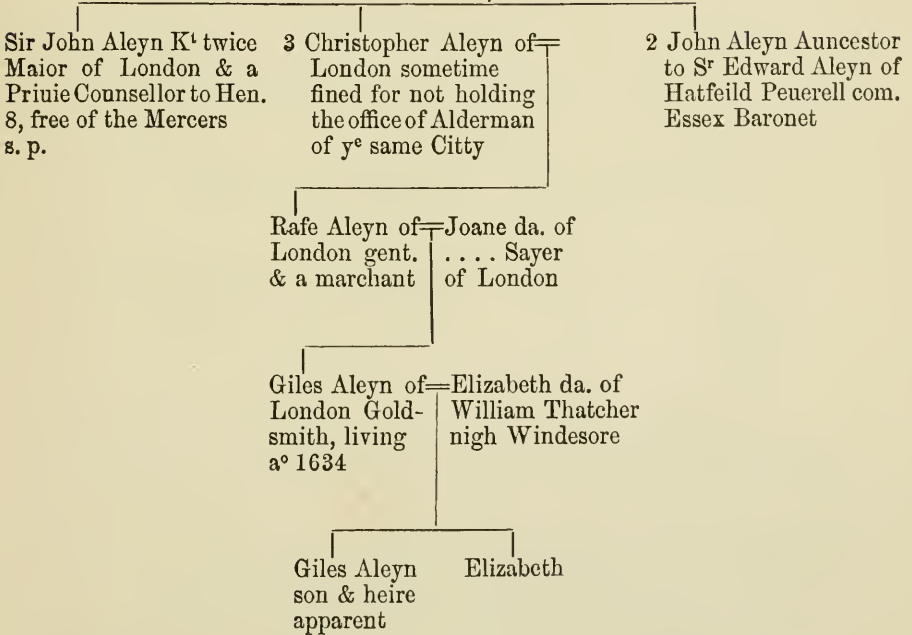 Sir John Aleyn Kᵗ twice
Maior of London & a
Priuie Counsellor to Hen.
8, free of the Mercers
s. p.
3 Christopher Aleyn of
London sometime
fined for not holding
the office of Alderman
of yᵉ same Citty
2 John Aleyn Auncestor
to Sʳ Edward Aleyn of
Hatfeild Peuerell com.
Essex Baronet
Rafe Aleyn of
London gent.
& a marchant
Joane da. of
.... Sayer
of London
Giles Aleyn of
London Gold-
smith, living
aº 1634
Elizabeth da. of
William Thatcher
nigh Windesore
Giles Aleyn
son & heire
apparent
Elizabeth